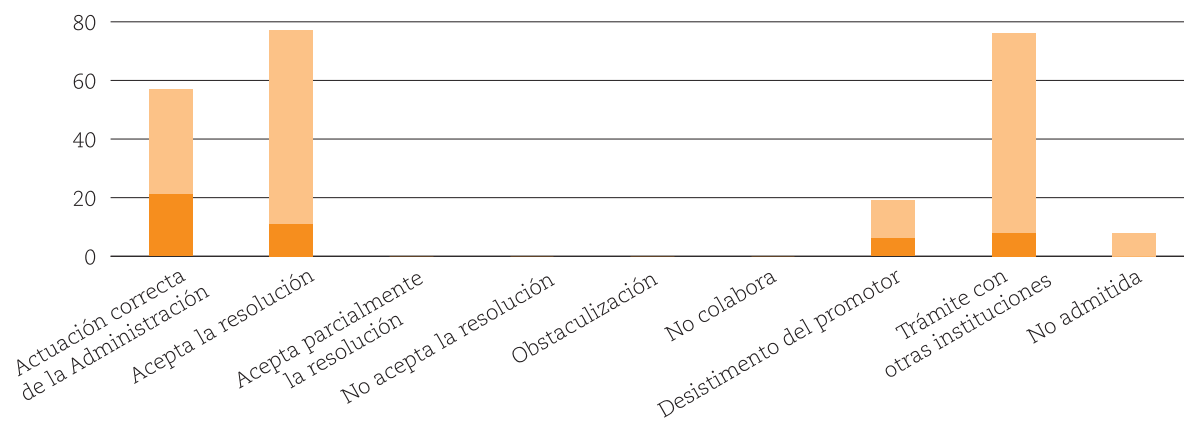 80
60
40
20
0
Actuación correcta
de la Administración
Acepta la resolución
Acepta parcialmente
la resolución
No acepta la resolución
Obstaculización
No colabora
Desistimento del promotor
Trámite con
otras instituciones
No admitida